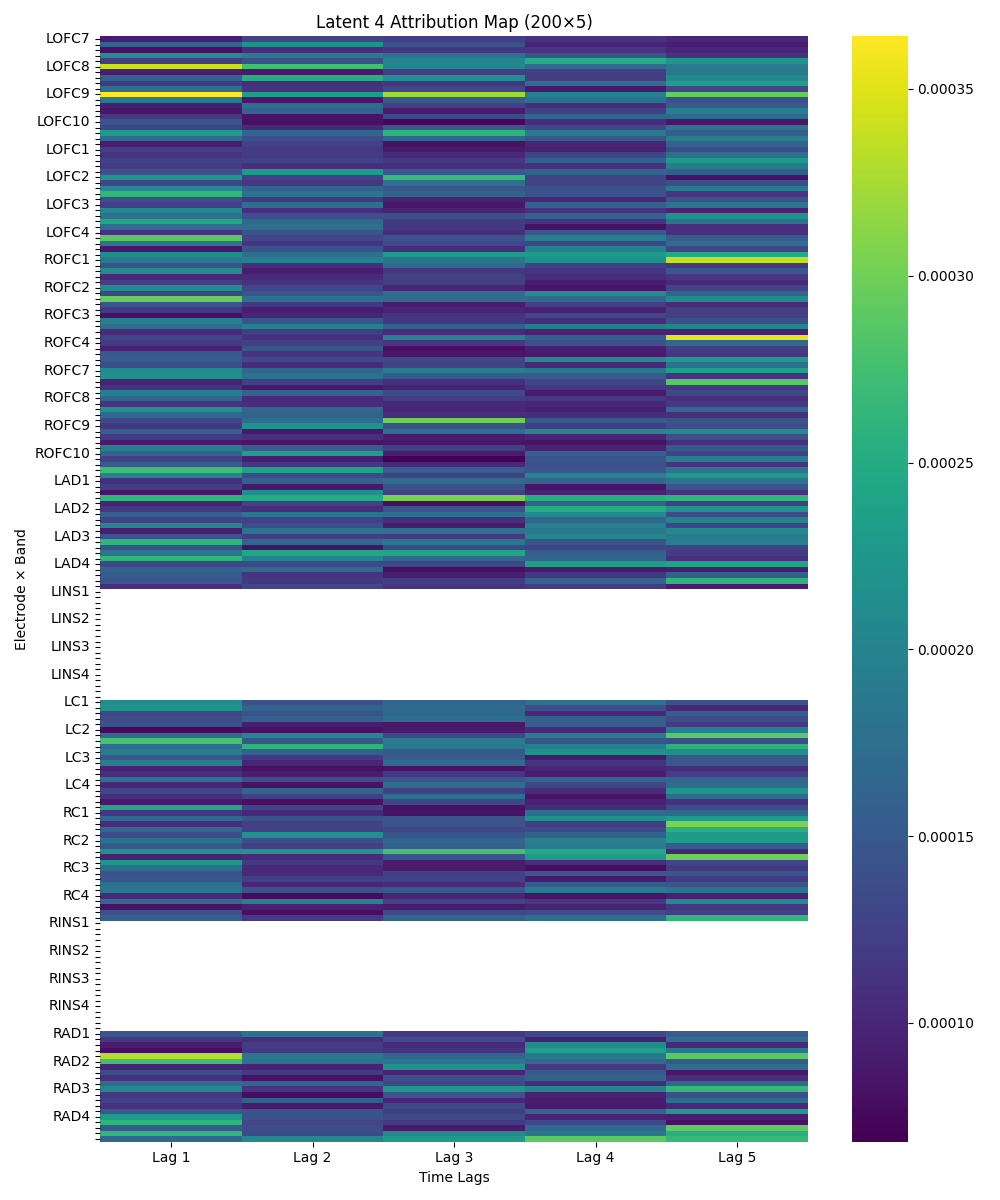 Latent 4 Attribution Map (200×5)
Electrode × Band
LOFC7
LOFC8
LOFC9
LOFC10
LOFC1
LOFC2
LOFC3
LOFC4
ROFC1
ROFC2
ROFC3
ROFC4
ROFC7
ROFC8
ROFC9
ROFC10
LAD1
LAD2
LAD3
LAD4
LINS1
LINS2
LINS3
LINS4
LC1
LC2
LC3
LC4
RC1
RC2
RC3
RC4
RINS1
RINS2
RINS3
RINS4
RAD1
RAD2
RAD3
RAD4
Lag 1 Lag 2 Lag 3 Lag 4 Lag 5
Time Lags
0.00035
0.00030
0.00025
0.00020
0.00015
0.00010